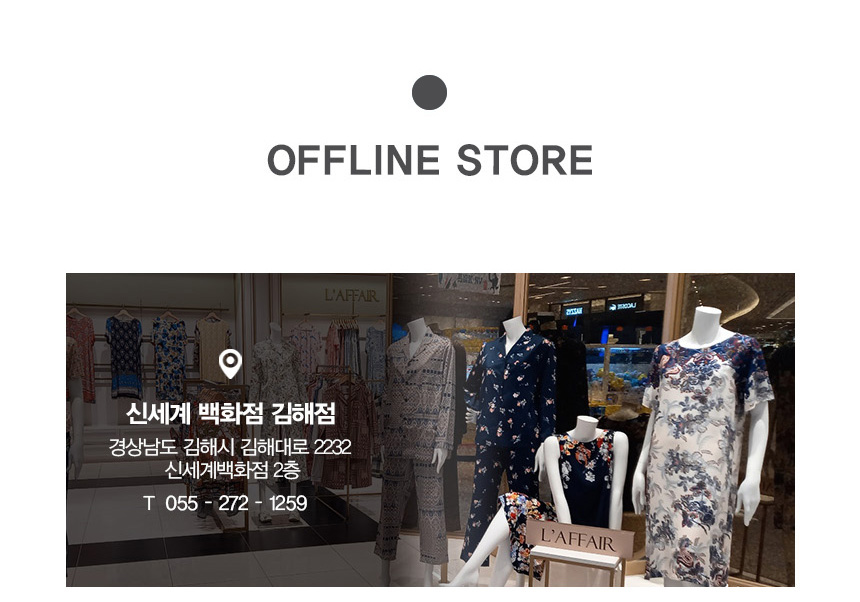 OFFLINE STORE
L'AFFAIR
LACOSTE
신세계 백화점 김해점
경상남도 김해시 김해대로 2232
신세계백화점 2층
T 055 - 272 - 1259
L'AFFAIR